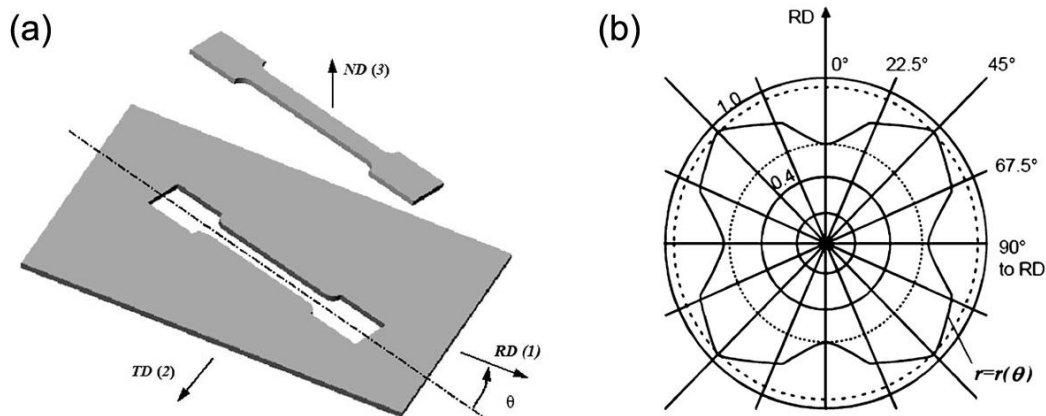 (a)
ND (3)
TD (2)
RD (1)
θ
(b)
RD
0°
22.5°
45°
1.0
67.5°
0.4
90°
to RD
r=r(θ)